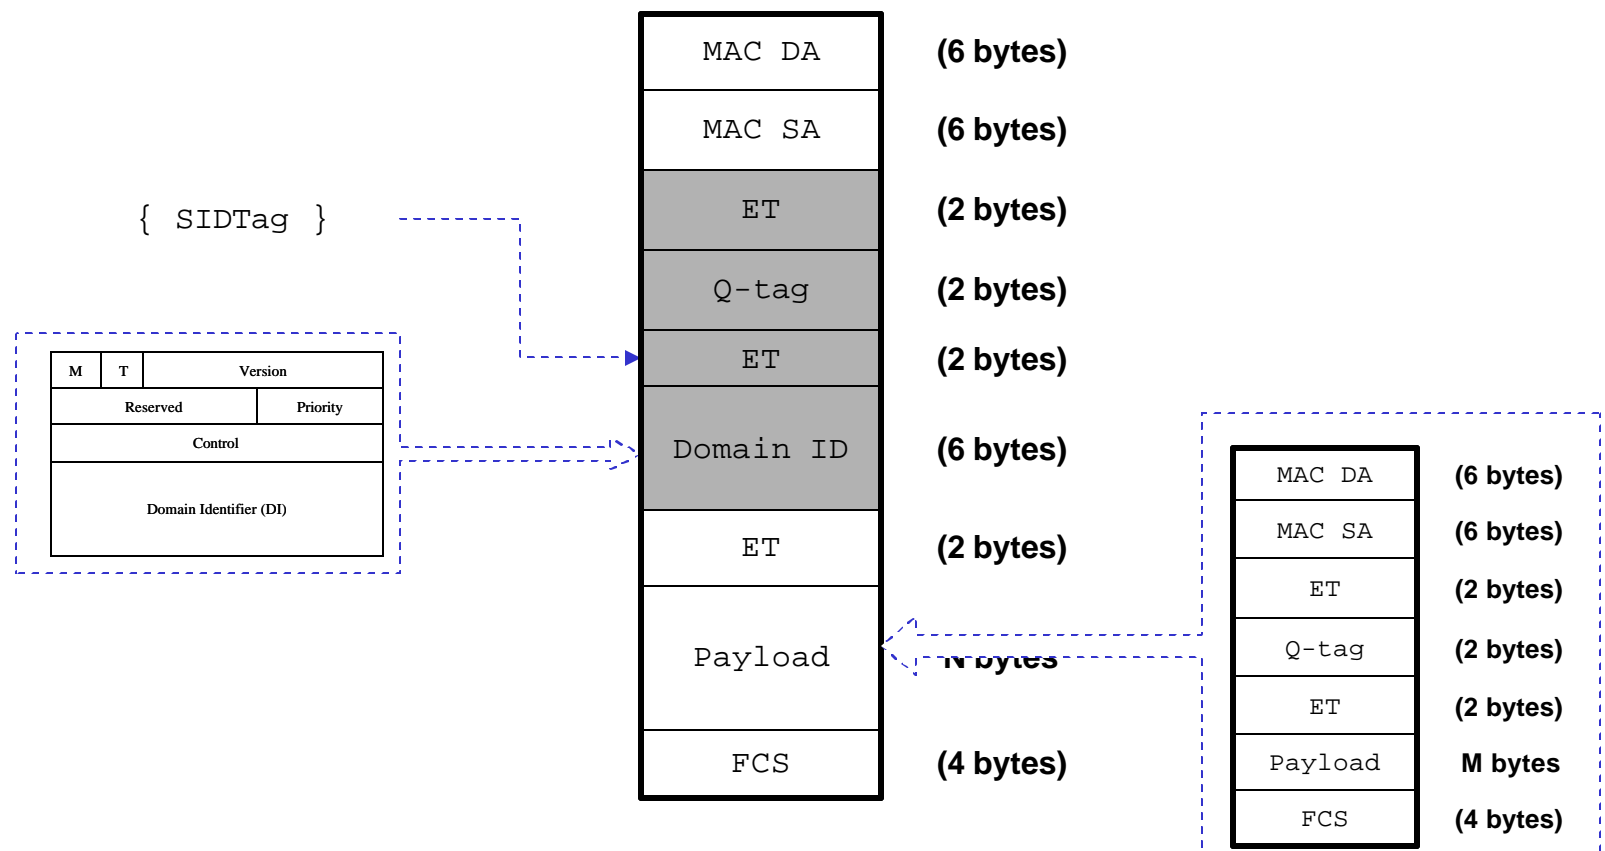 MAC DA (6 bytes)
MAC SA (6 bytes)
ET (2 bytes)
{ SIDTag }
Q-tag (2 bytes)
ET (2 bytes)
M T Version
Reserved Priority
Control
Domain Identifier (DI)
Domain ID (6 bytes)
ET (2 bytes)
Payload N bytes
FCS (4 bytes)
MAC DA (6 bytes)
MAC SA (6 bytes)
ET (2 bytes)
Q-tag (2 bytes)
ET (2 bytes)
Payload M bytes
FCS (4 bytes)